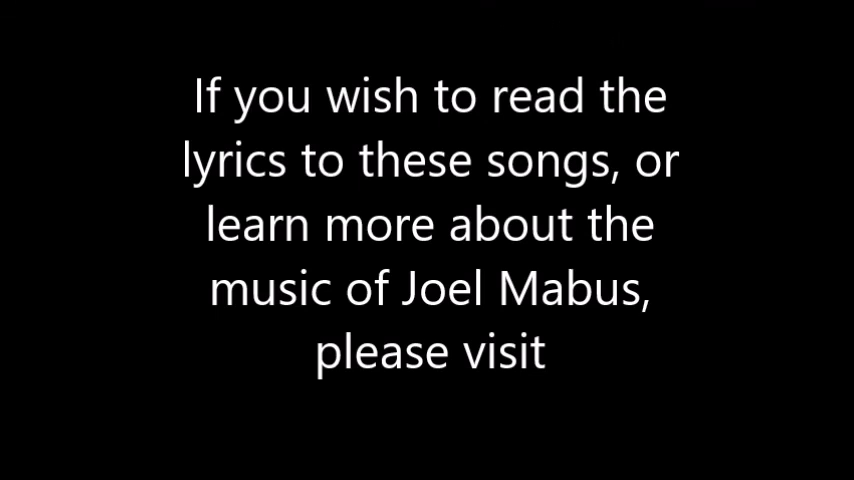 If you wish to read the
lyrics to these songs, or
learn more about the
music of Joel Mabus,
please visit